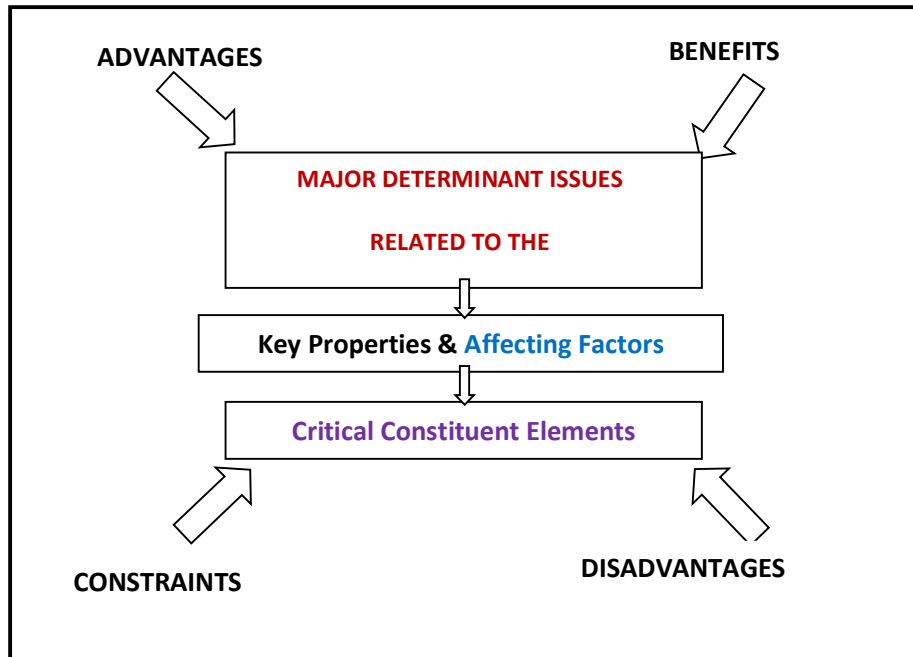 ADVANTAGES
BENEFITS
MAJOR DETERMINANT ISSUES
RELATED TO THE
Key Properties & Affecting Factors
Critical Constituent Elements
CONSTRAINTS
DISADVANTAGES